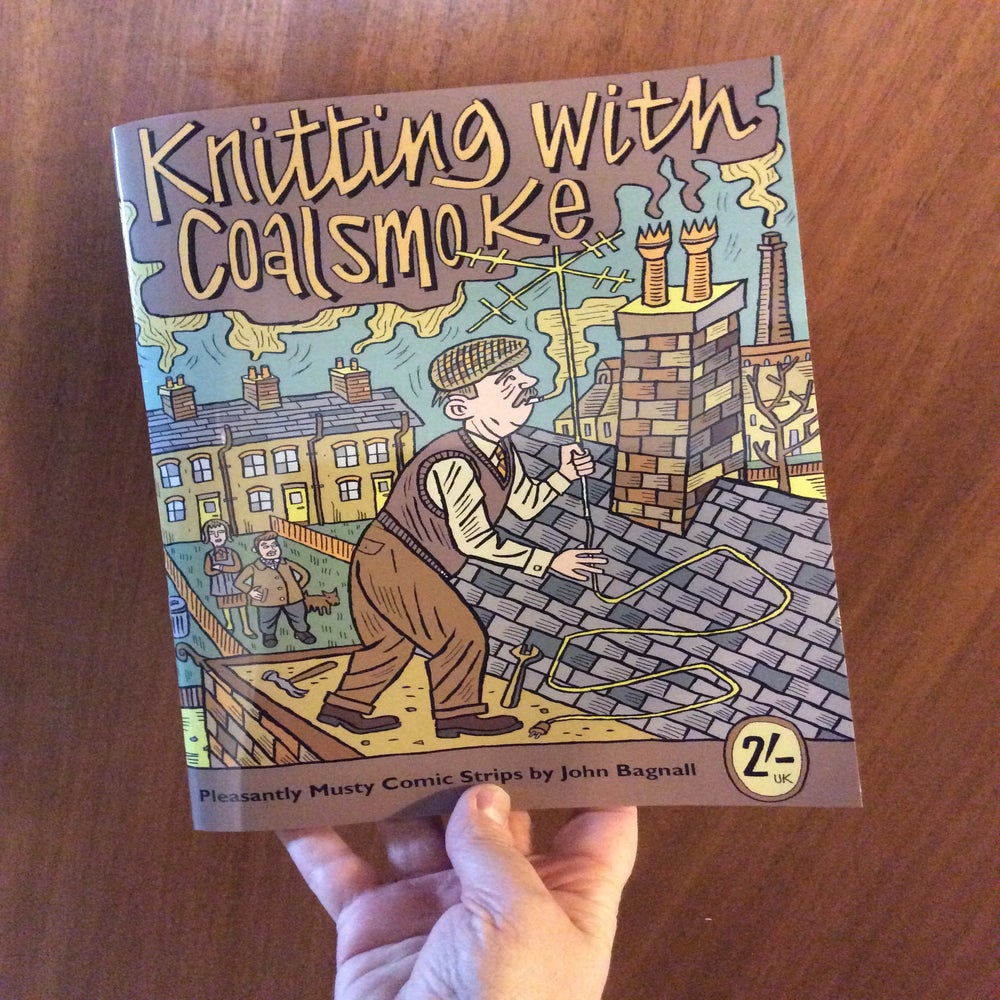 Knitting with
Coalsmoke
Pleasantly Musty Comic Strips by John Bagnall
2/-
UK